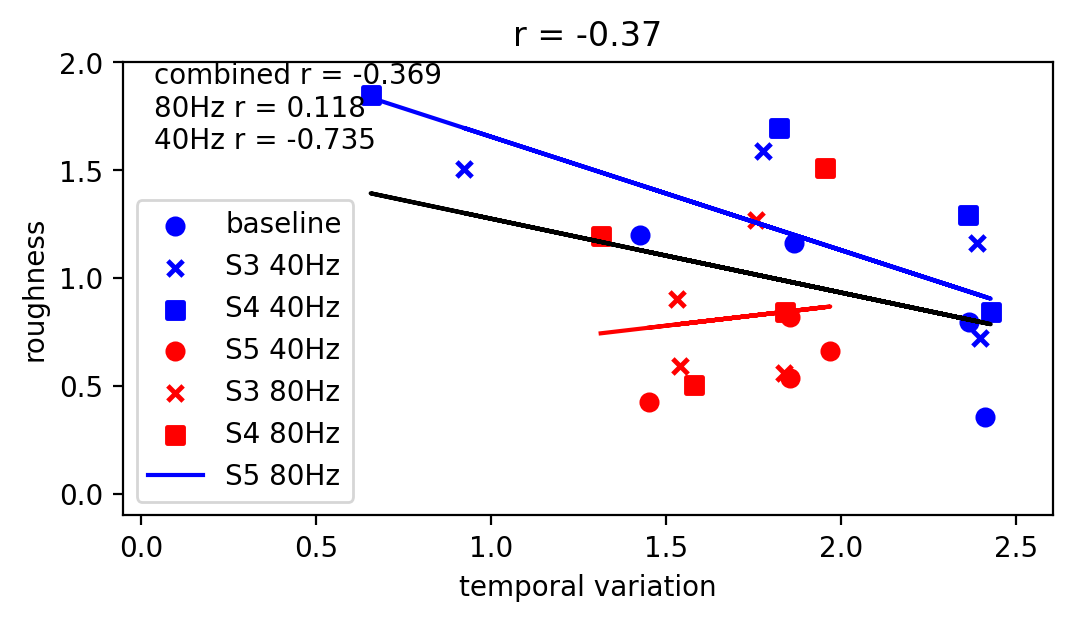 r = -0.37
combined r = -0.369
80Hz r = 0.118
40Hz r = -0.735
baseline
S3 40Hz
S4 40Hz
S5 40Hz
S3 80Hz
S4 80Hz
S5 80Hz
roughness
2.0
1.5
1.0
0.5
0.0
0.0 0.5 1.0 1.5 2.0 2.5
temporal variation